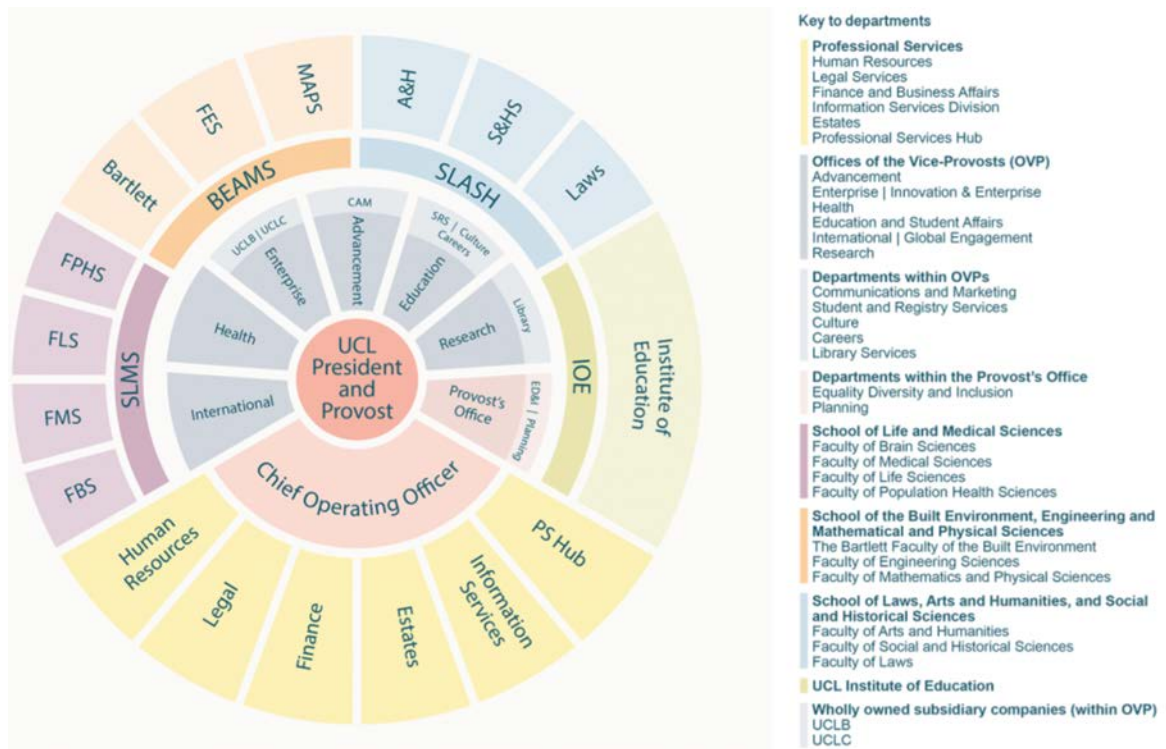 A&H
S&HS
Laws
MAPS
FES
Bartlett
BEAMS
SLASH
FPHS
FLS
FMS
FBS
SLMS
UCLB | UCLC
Enterprise
CAM
Advancement
SRS | Culture
Careers
Education
Library
Research
Health
International
UCL
President
and
Provost
Provost's
Office
ED&I | Planning
IOE
Institute of
Education
Chief Operating Officer
Human
Resources
Legal
Finance
Estates
Information
Services
PS Hub
Key to departments
Professional Services
Human Resources
Legal Services
Finance and Business Affairs
Information Services Division
Estates
Professional Services Hub
Offices of the Vice-Provosts (OVP)
Advancement
Enterprise | Innovation & Enterprise
Health
Education and Student Affairs
International | Global Engagement
Research
Departments within OVPs
Communications and Marketing
Student and Registry Services
Culture
Careers
Library Services
Departments within the Provost's Office
Equality Diversity and Inclusion
Planning
School of Life and Medical Sciences
Faculty of Brain Sciences
Faculty of Medical Sciences
Faculty of Life Sciences
Faculty of Population Health Sciences
School of the Built Environment, Engineering and
Mathematical and Physical Sciences
The Bartlett Faculty of the Built Environment
Faculty of Engineering Sciences
Faculty of Mathematics and Physical Sciences
School of Laws, Arts and Humanities, and Social
and Historical Sciences
Faculty of Arts and Humanities
Faculty of Social and Historical Sciences
Faculty of Laws
UCL Institute of Education
Wholly owned subsidiary companies (within OVP)
UCLB
UCLC